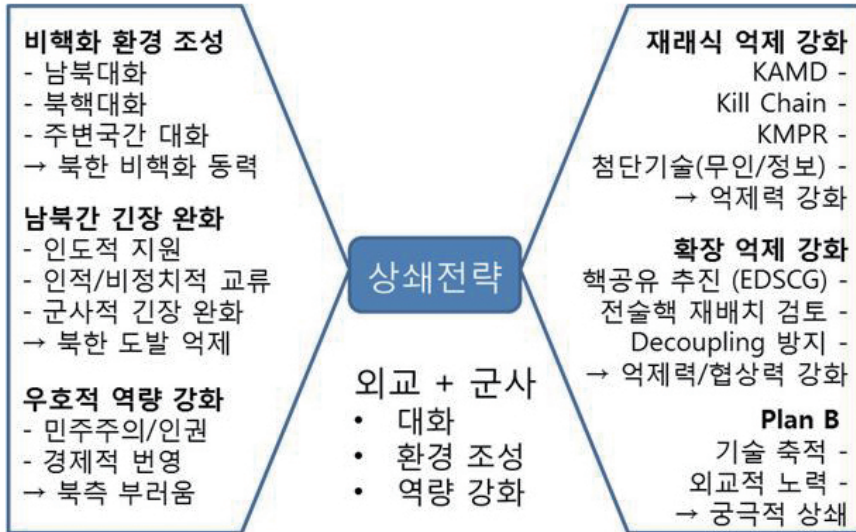 비핵화 환경 조성
- 남북대화
- 북핵대화
- 주변국간 대화
→ 북한 비핵화 동력
남북간 긴장 완화
- 인도적 지원
- 인적/비정치적 교류
- 군사적 긴장 완화
→ 북한 도발 억제
우호적 역량 강화
- 민주주의/인권
- 경제적 번영
→ 북측 부러움
상쇄전략
외교 + 군사
• 대화
• 환경 조성
• 역량 강화
재래식 억제 강화
KAMD -
Kill Chain -
KMPR -
첨단기술(무인/정보) -
→ 억제력 강화
확장 억제 강화
핵공유 추진 (EDSCG) -
전술핵 재배치 검토 -
Decoupling 방지 -
→ 억제력/협상력 강화
Plan B
기술 축적 -
외교적 노력 -
→ 궁극적 상쇄